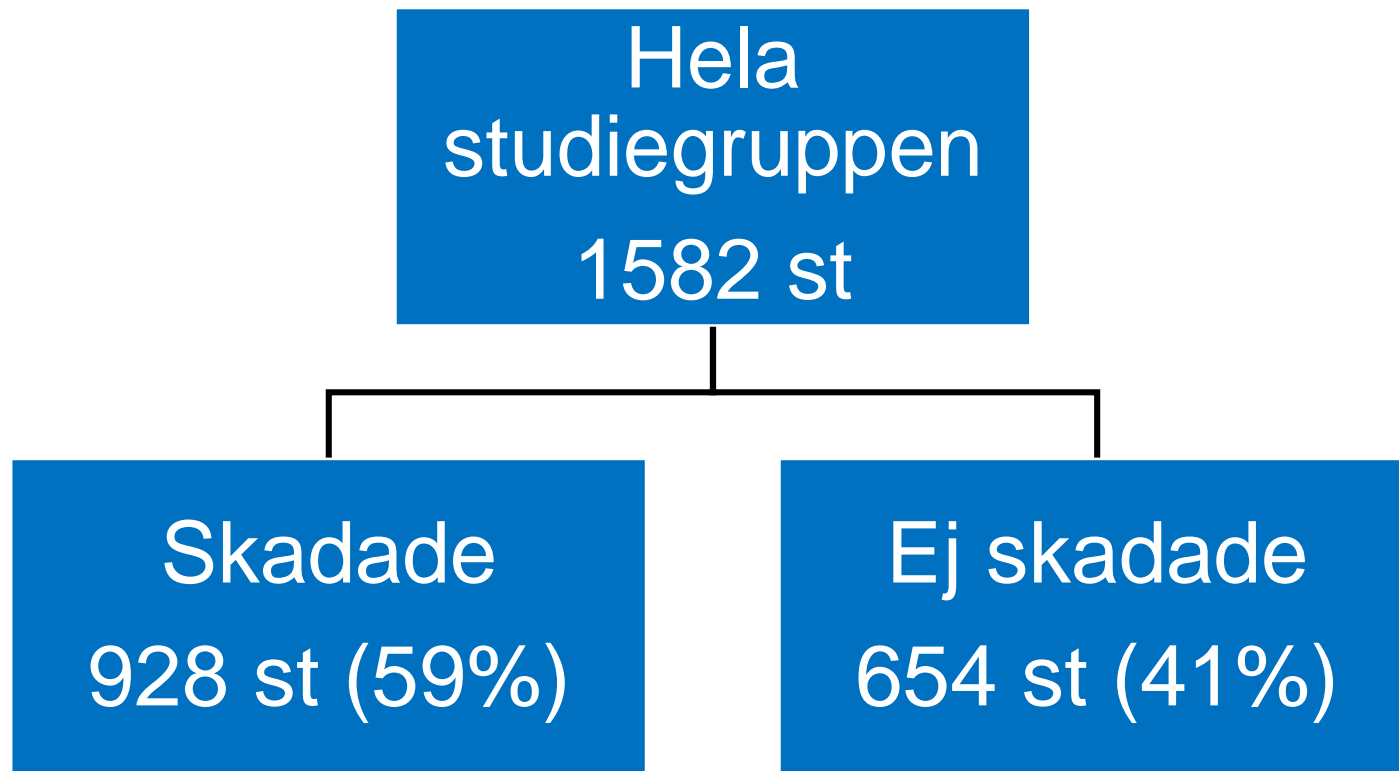 Hela
studiegruppen
1582 st
Skadade
928 st (59%)
Ej skadade
654 st (41%)